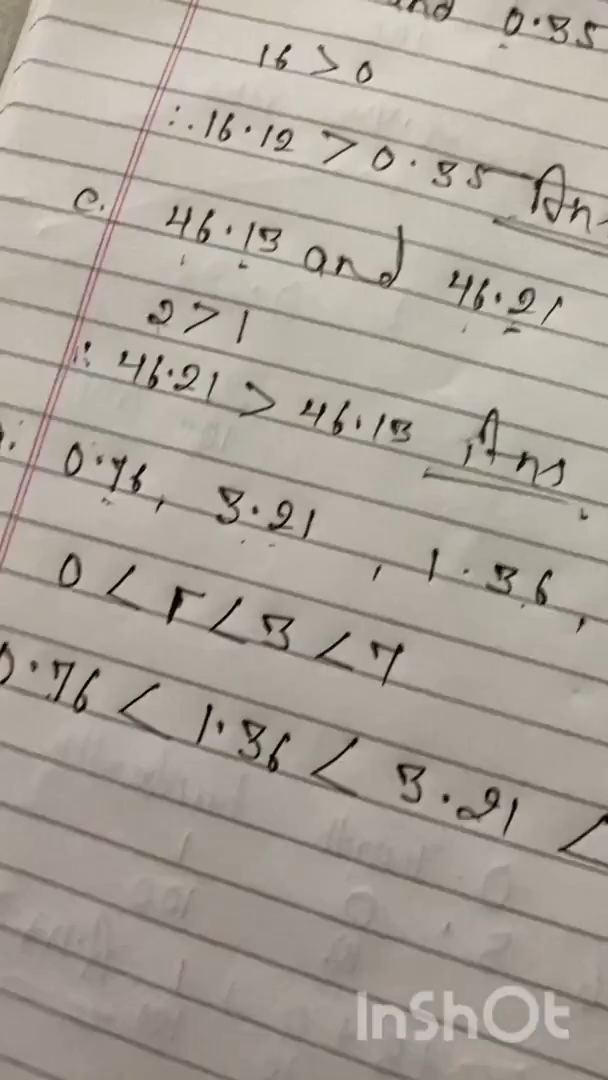 and 0.35
16 > 0
∴ 16.12 > 0.35 Ans
c. 46.13 and 46.21
2 > 1
∴ 46.21 > 46.13 Ans.
0.76, 3.21, 1.36,
0 < 1 < 3 < 7
0.76 < 1.36 < 3.21 <
InShOt